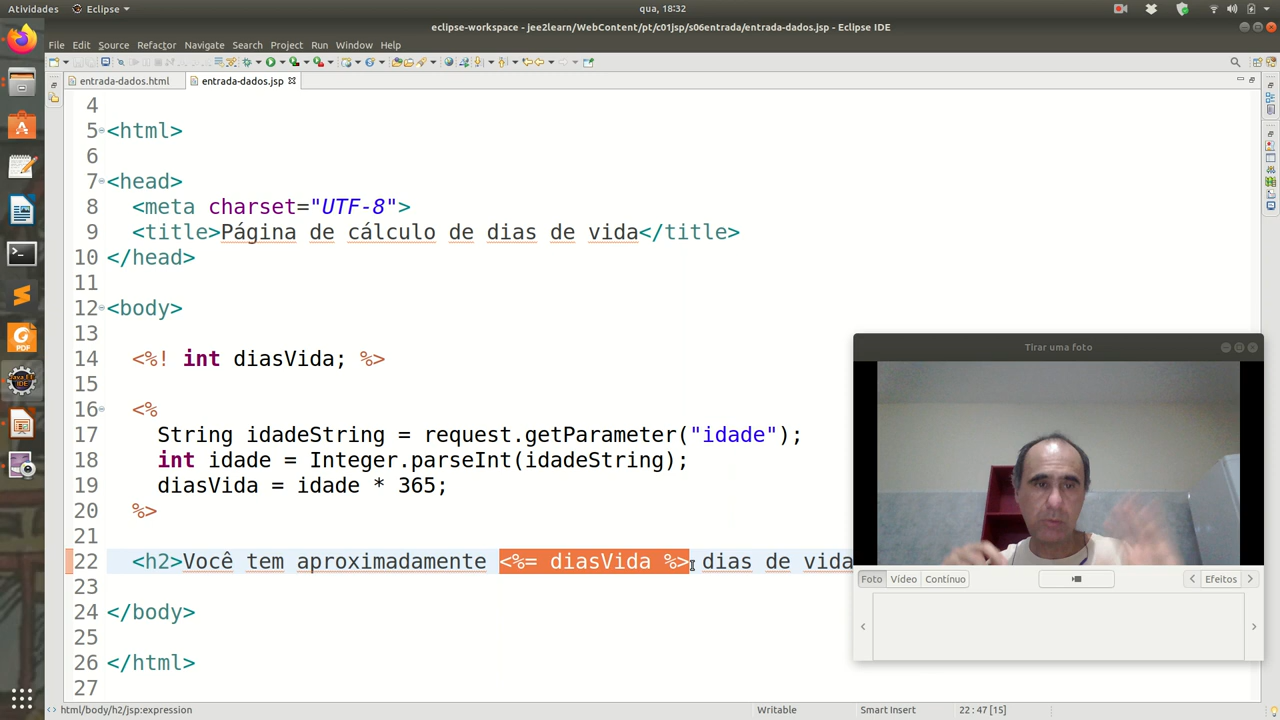 Atividades
Eclipse
qua, 18:32
eclipse-workspace - jee2learn/WebContent/pt/c01jsp/s06entrada/entrada-dados.jsp - Eclipse IDE
File Edit Source Refactor Navigate Search Project Run Window Help
entrada-dados.html
entrada-dados.jsp
4
5 <html>
6
7 <head>
8 <meta charset="UTF-8">
9 <title>Página de cálculo de dias de vida</title>
10 </head>
11
12 <body>
13
14 <%! int diasVida; %>
15
16 <%
17 String idadeString = request.getParameter("idade");
18 int idade = Integer.parseInt(idadeString);
19 diasVida = idade * 365;
20 %>
21
22 <h2>Você tem aproximadamente <%= diasVida %> dias de vida
23
24 </body>
25
26 </html>
27
Tirar uma foto
Foto Vídeo Contínuo
Efeitos
html/body/h2/jsp:expression
Writable
Smart Insert
22 : 47 [15]